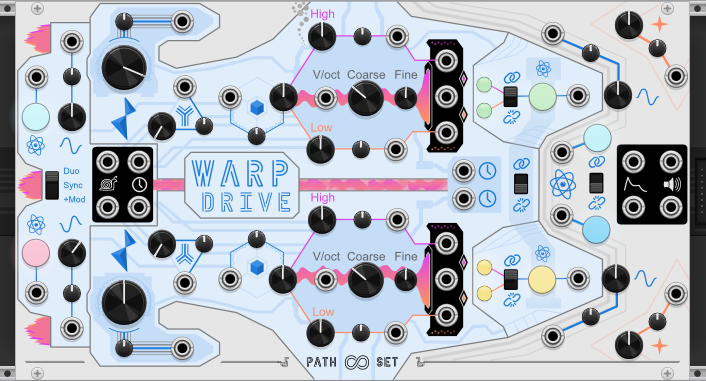 High
V/oct Coarse Fine
Low
Duo
Sync
+Mod
WARP
DRIVE
High
V/oct Coarse Fine
Low
PATH SET